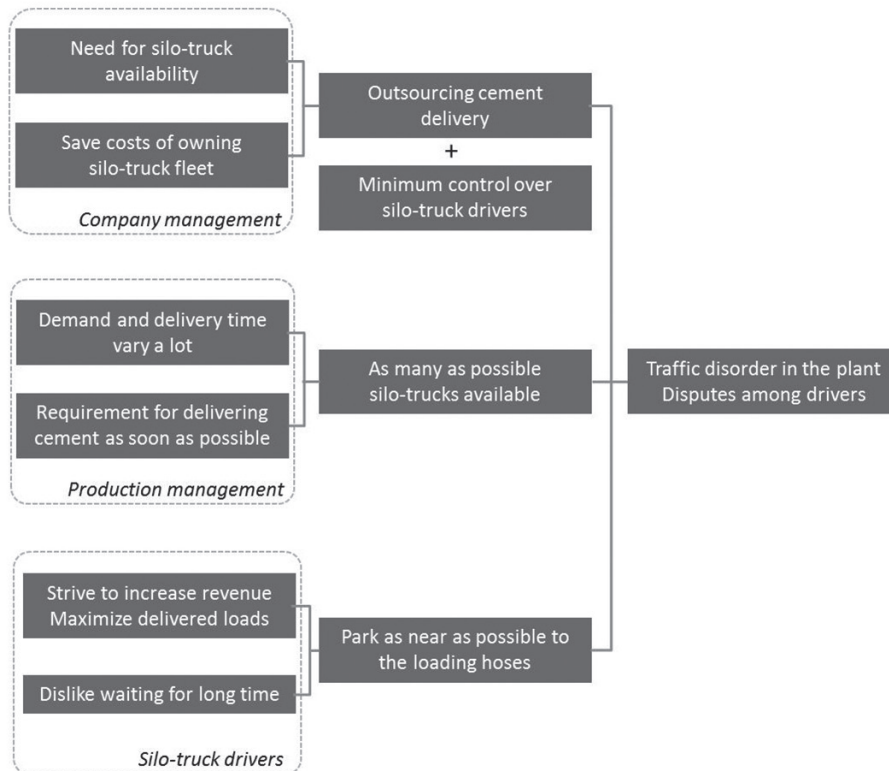 Need for silo-truck
availability
Save costs of owning
silo-truck fleet
Company management
Outsourcing cement
delivery
+
Minimum control over
silo-truck drivers
Demand and delivery time
vary a lot
Requirement for delivering
cement as soon as possible
Production management
As many as possible
silo-trucks available
Traffic disorder in the plant
Disputes among drivers
Strive to increase revenue
Maximize delivered loads
Dislike waiting for long time
Silo-truck drivers
Park as near as possible to
the loading hoses